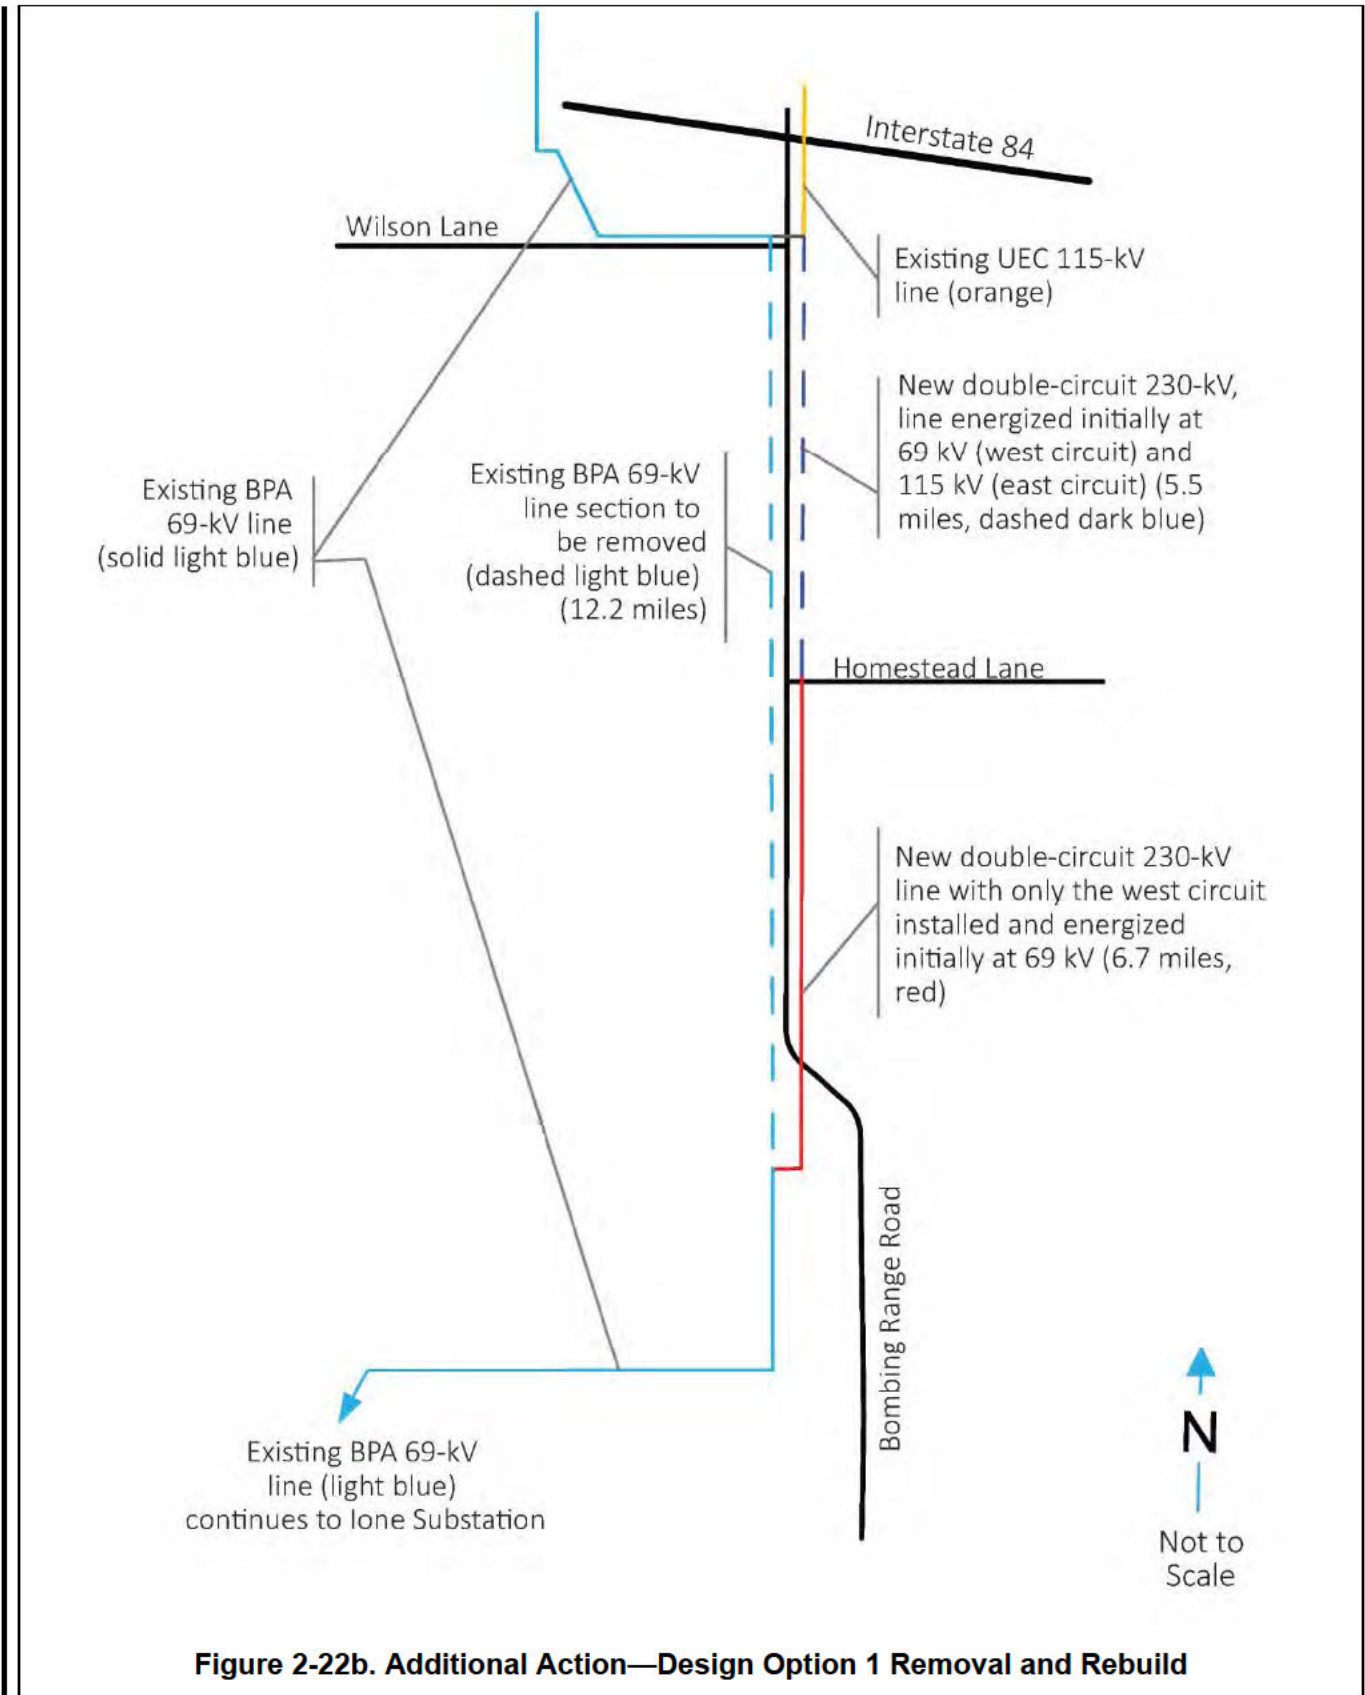 Interstate 84
Wilson Lane
Existing UEC 115-kV
line (orange)
New double-circuit 230-kV,
line energized initially at
69 kV (west circuit) and
115 kV (east circuit) (5.5
miles, dashed dark blue)
Existing BPA 69-kV
line section to
be removed
(dashed light blue)
(12.2 miles)
Existing BPA
69-kV line
(solid light blue)
Homestead Lane
New double-circuit 230-kV
line with only the west circuit
installed and energized
initially at 69 kV (6.7 miles,
red)
Bombing Range Road
Existing BPA 69-kV
line (light blue)
continues to Ione Substation
N
Not to
Scale
Figure 2-22b. Additional Action—Design Option 1 Removal and Rebuild